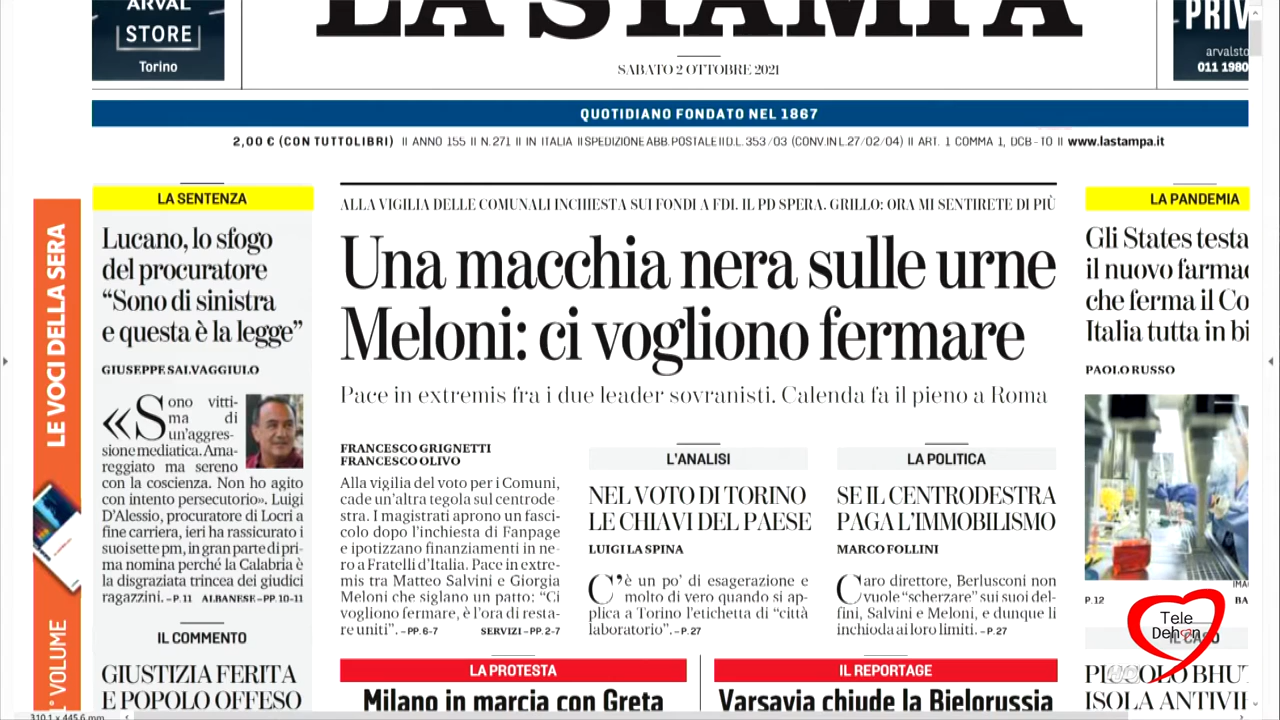 ARVAL
STORE
Torino
LA STAMPA
SABATO 2 OTTOBRE 2021
PRIV
arvalsto
011 1980
QUOTIDIANO FONDATO NEL 1867
2,00 € (CON TUTTOLIBRI) II ANNO 155 II N.271 II IN ITALIA II SPEDIZIONE ABB. POSTALE II D.L. 353/03 (CONV.IN L.27/02/04) II ART. 1 COMMA 1, DCB - TO II www.lastampa.it
LE VOCI DELLA SERA
1° VOLUME
LA SENTENZA
Lucano, lo sfogo
del procuratore
“Sono di sinistra
e questa è la legge”
GIUSEPPE SALVAGGIULO
«Sono vitti-
ma di
un'aggres-
sione mediatica. Ama-
reggiato ma sereno
con la coscienza. Non ho agito
con intento persecutorio». Luigi
D'Alessio, procuratore di Locri a
fine carriera, ieri ha rassicurato i
suoi sette pm, in gran parte di pri-
ma nomina perché la Calabria è
la disgraziata trincea dei giudici
ragazzini. – P. 11 ALBANESE – PP. 10-11
IL COMMENTO
GIUSTIZIA FERITA
E POPOLO OFFESO
ALLA VIGILIA DELLE COMUNALI INCHIESTA SUI FONDI A FDI. IL PD SPERA. GRILLO: ORA MI SENTIRETE DI PIÙ
Una macchia nera sulle urne
Meloni: ci vogliono fermare
Pace in extremis fra i due leader sovranisti. Calenda fa il pieno a Roma
FRANCESCO GRIGNETTI
FRANCESCO OLIVO
Alla vigilia del voto per i Comuni,
cade un'altra tegola sul centrode
stra. I magistrati aprono un fasci-
colo dopo l'inchiesta di Fanpage
e ipotizzano finanziamenti in ne-
ro a Fratelli d'Italia. Pace in extre-
mis tra Matteo Salvini e Giorgia
Meloni che siglano un patto: “Ci
vogliono fermare, è l'ora di resta-
re uniti”. – PP. 6-7 SERVIZI – PP. 2-7
L'ANALISI
NEL VOTO DI TORINO
LE CHIAVI DEL PAESE
LUIGI LA SPINA
C'è un po' di esagerazione e
molto di vero quando si ap-
plica a Torino l'etichetta di “città
laboratorio”. – P. 27
LA POLITICA
SE IL CENTRODESTRA
PAGA L'IMMOBILISMO
MARCO FOLLINI
Caro direttore, Berlusconi non
vuole “scherzare” sui suoi del-
fini, Salvini e Meloni, e dunque li
inchioda ai loro limiti. – P. 27
LA PROTESTA
Milano in marcia con Greta
IL REPORTAGE
Varsavia chiude la Bielorussia
LA PANDEMIA
Gli States testa
il nuovo farmac
che ferma il Co
Italia tutta in bi
PAOLO RUSSO
IMA
P. 12
BA
IL CASO
PICCOLO BHUT
ISOLA ANTIVIR
Tele
Dehon
310,1 x 445,6 mm